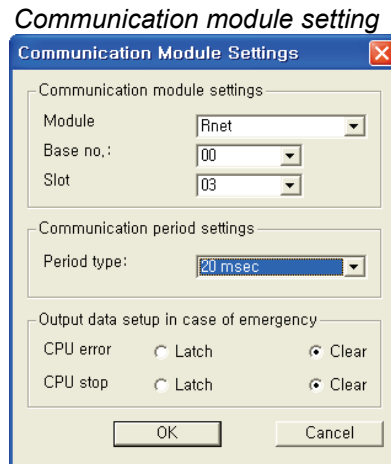 Communication module setting
Communication Module Settings
Communication module settings
Module Rnet
Base no.: 00
Slot 03
Communication period settings
Period type: 20 msec
Output data setup in case of emergency
CPU error Latch Clear
CPU stop Latch Clear
OK Cancel